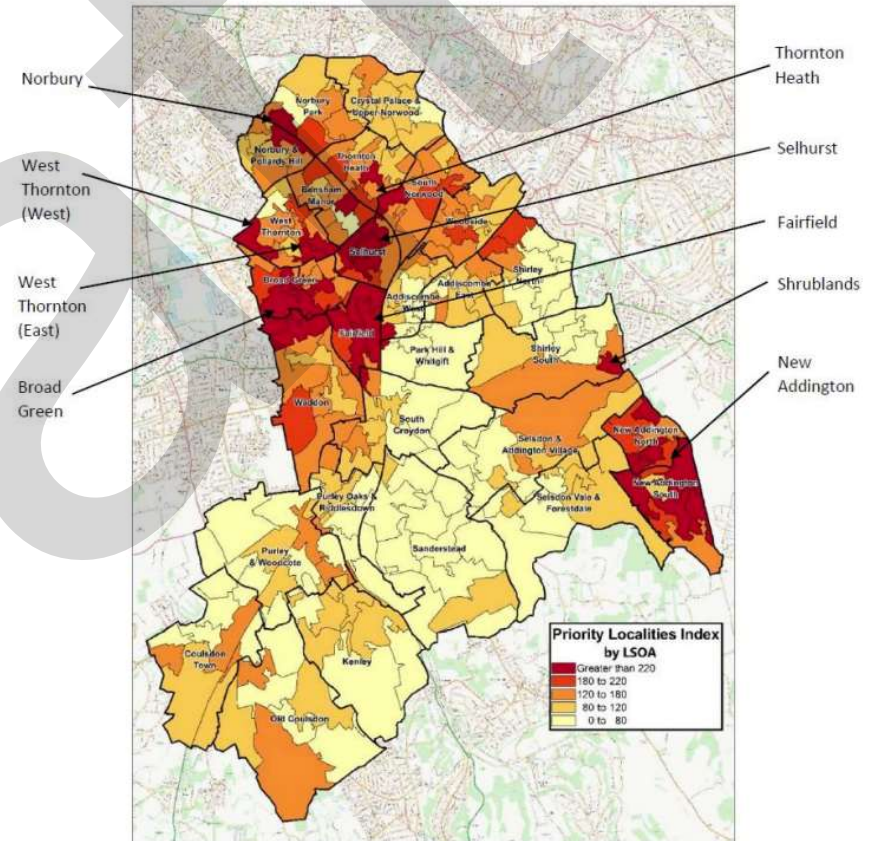 Norbury
West
Thornton
(West)
West
Thornton
(East)
Broad
Green
Thornton
Heath
Selhurst
Fairfield
Shrublands
New
Addington
Norbury
Park
Crystal Palace &
Upper Norwood
Norbury &
Pollards Hill
Thornton
Heath
Bensham
Manor
South
Norwood
West
Thornton
Selhurst
Woodside
Broad Green
Shirley
North
Addiscombe
West
Addiscombe
East
Fairfield
Park Hill &
Whitgift
Shirley
South
Waddon
South
Croydon
Selsdon &
Addington Village
New Addington
North
New Addington
South
Purley Oaks &
Riddlesdown
Selsdon Vale &
Forestdale
Sanderstead
Purley
& Woodcote
Coulsdon
Town
Kenley
Old Coulsdon
Priority Localities Index
by LSOA
Greater than 220
180 to 220
120 to 180
80 to 120
0 to 80